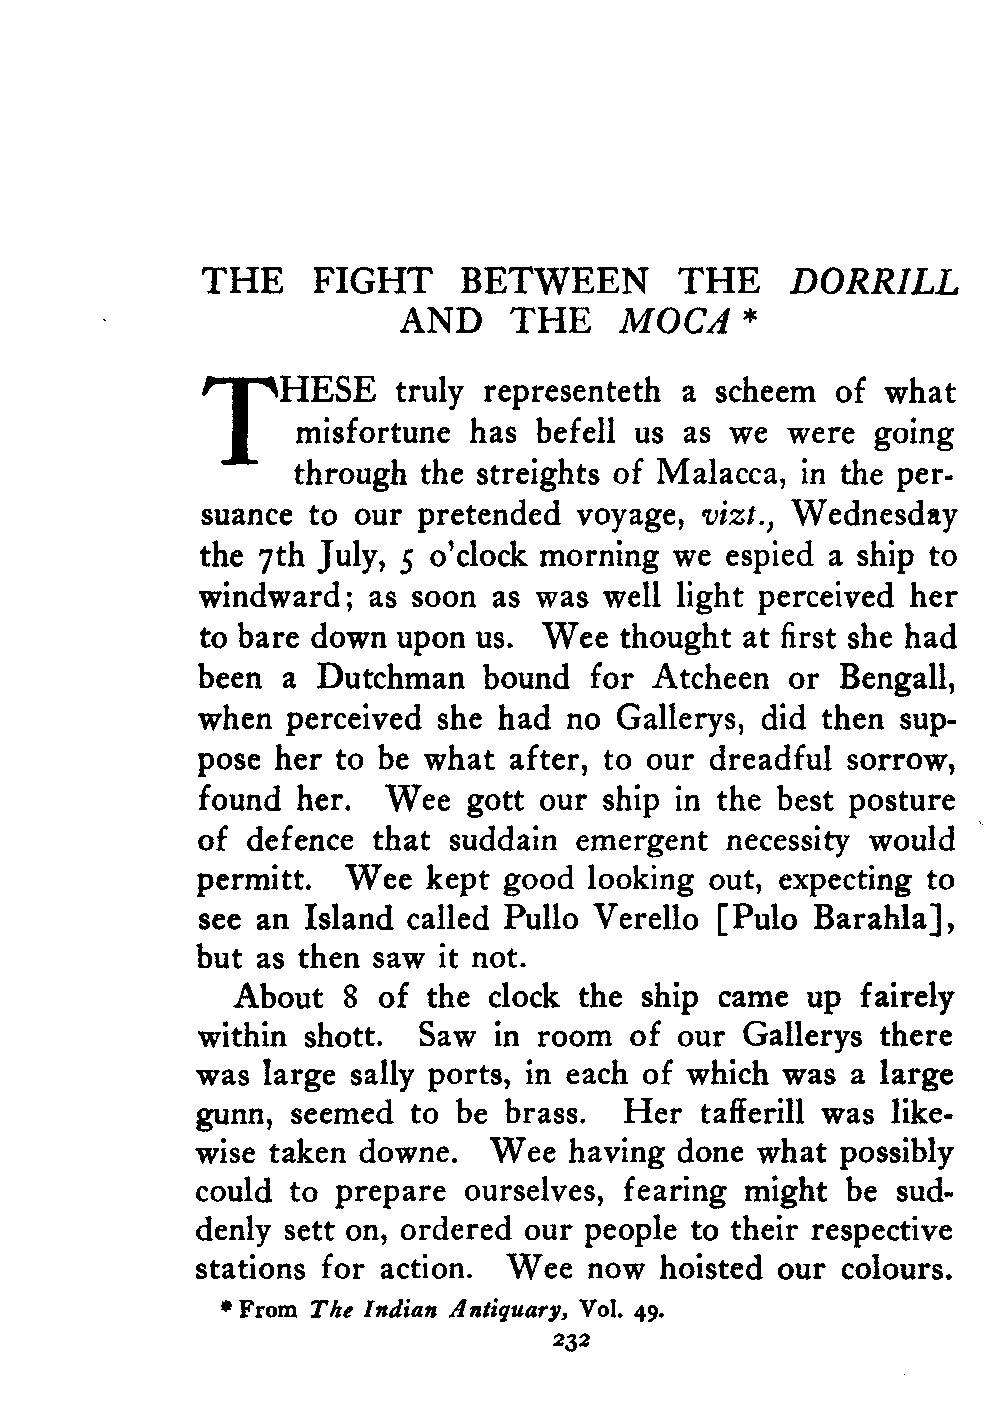 THE FIGHT BETWEEN THE DORRILL
AND THE MOCA *
THESE truly representeth a scheem of what
misfortune has befell us as we were going
through the streights of Malacca, in the per-
suance to our pretended voyage, vizt., Wednesday
the 7th July, 5 o'clock morning we espied a ship to
windward; as soon as was well light perceived her
to bare down upon us. Wee thought at first she had
been a Dutchman bound for Atcheen or Bengall,
when perceived she had no Gallerys, did then sup-
pose her to be what after, to our dreadful sorrow,
found her. Wee gott our ship in the best posture
of defence that suddain emergent necessity would
permitt. Wee kept good looking out, expecting to
see an Island called Pullo Verello [Pulo Barahla],
but as then saw it not.
About 8 of the clock the ship came up fairely
within shott. Saw in room of our Gallerys there
was large sally ports, in each of which was a large
gunn, seemed to be brass. Her tafferill was like-
wise taken downe. Wee having done what possibly
could to prepare ourselves, fearing might be sud-
denly sett on, ordered our people to their respective
stations for action. Wee now hoisted our colours.
* From The Indian Antiquary, Vol. 49.
232